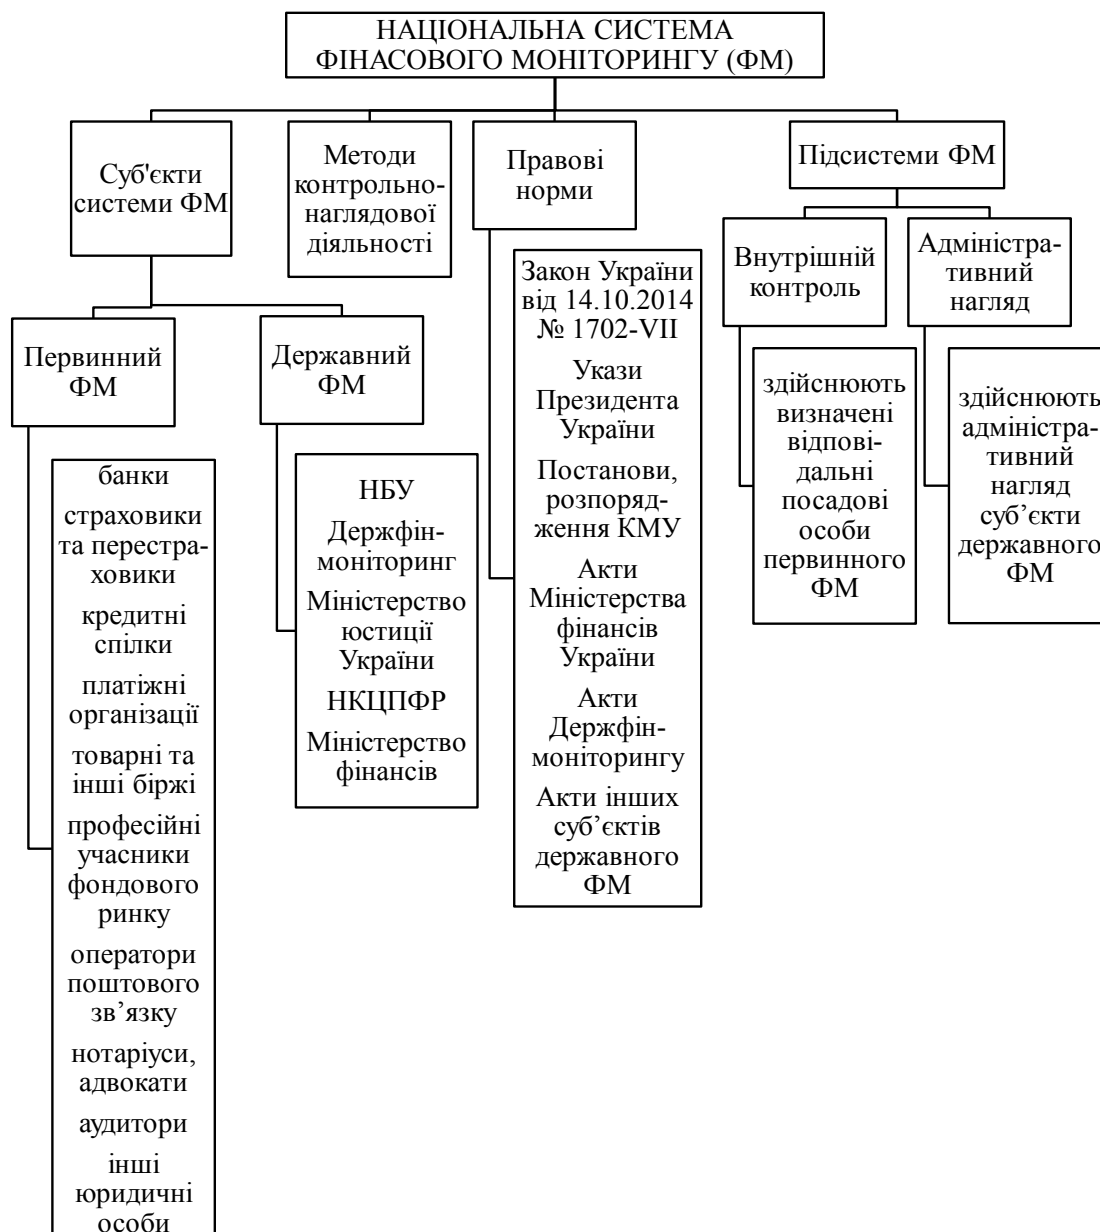 НАЦІОНАЛЬНА СИСТЕМА
ФІНАСОВОГО МОНІТОРИНГУ (ФМ)
Суб'єкти
системи ФМ
Методи
контрольно-
наглядової
діяльності
Правові
норми
Підсистеми ФМ
Первинний
ФМ
банки
страховики
та перестра-
ховики
кредитні
спілки
платіжні
організації
товарні та
інші біржі
професійні
учасники
фондового
ринку
оператори
поштового
зв’язку
нотаріуси,
адвокати
аудитори
інші
юридичні
особи
Державний
ФМ
НБУ
Держфін-
моніторинг
Міністерство
юстиції
України
НКЦПФР
Міністерство
фінансів
Закон України
від 14.10.2014
№ 1702-VII
Укази
Президента
України
Постанови,
розпоряд-
ження КМУ
Акти
Міністерства
фінансів
України
Акти
Держфін-
моніторингу
Акти інших
суб’єктів
державного
ФМ
Внутрішній
контроль
здійснюють
визначені
відпові-
дальні
посадові
особи
первинного
ФМ
Адміністра-
тивний
нагляд
здійснюють
адміністра-
тивний
нагляд
суб’єкти
державного
ФМ